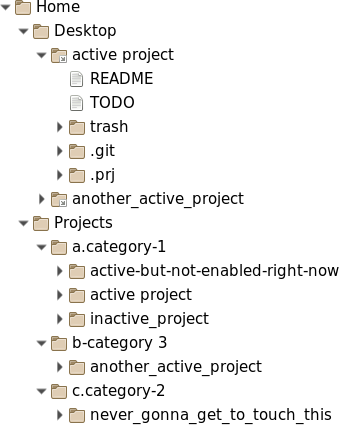 Home
Desktop
active project
README
TODO
trash
.git
.prj
another_active_project
Projects
a.category-1
active-but-not-enabled-right-now
active project
inactive_project
b-category 3
another_active_project
c.category-2
never_gonna_get_to_touch_this